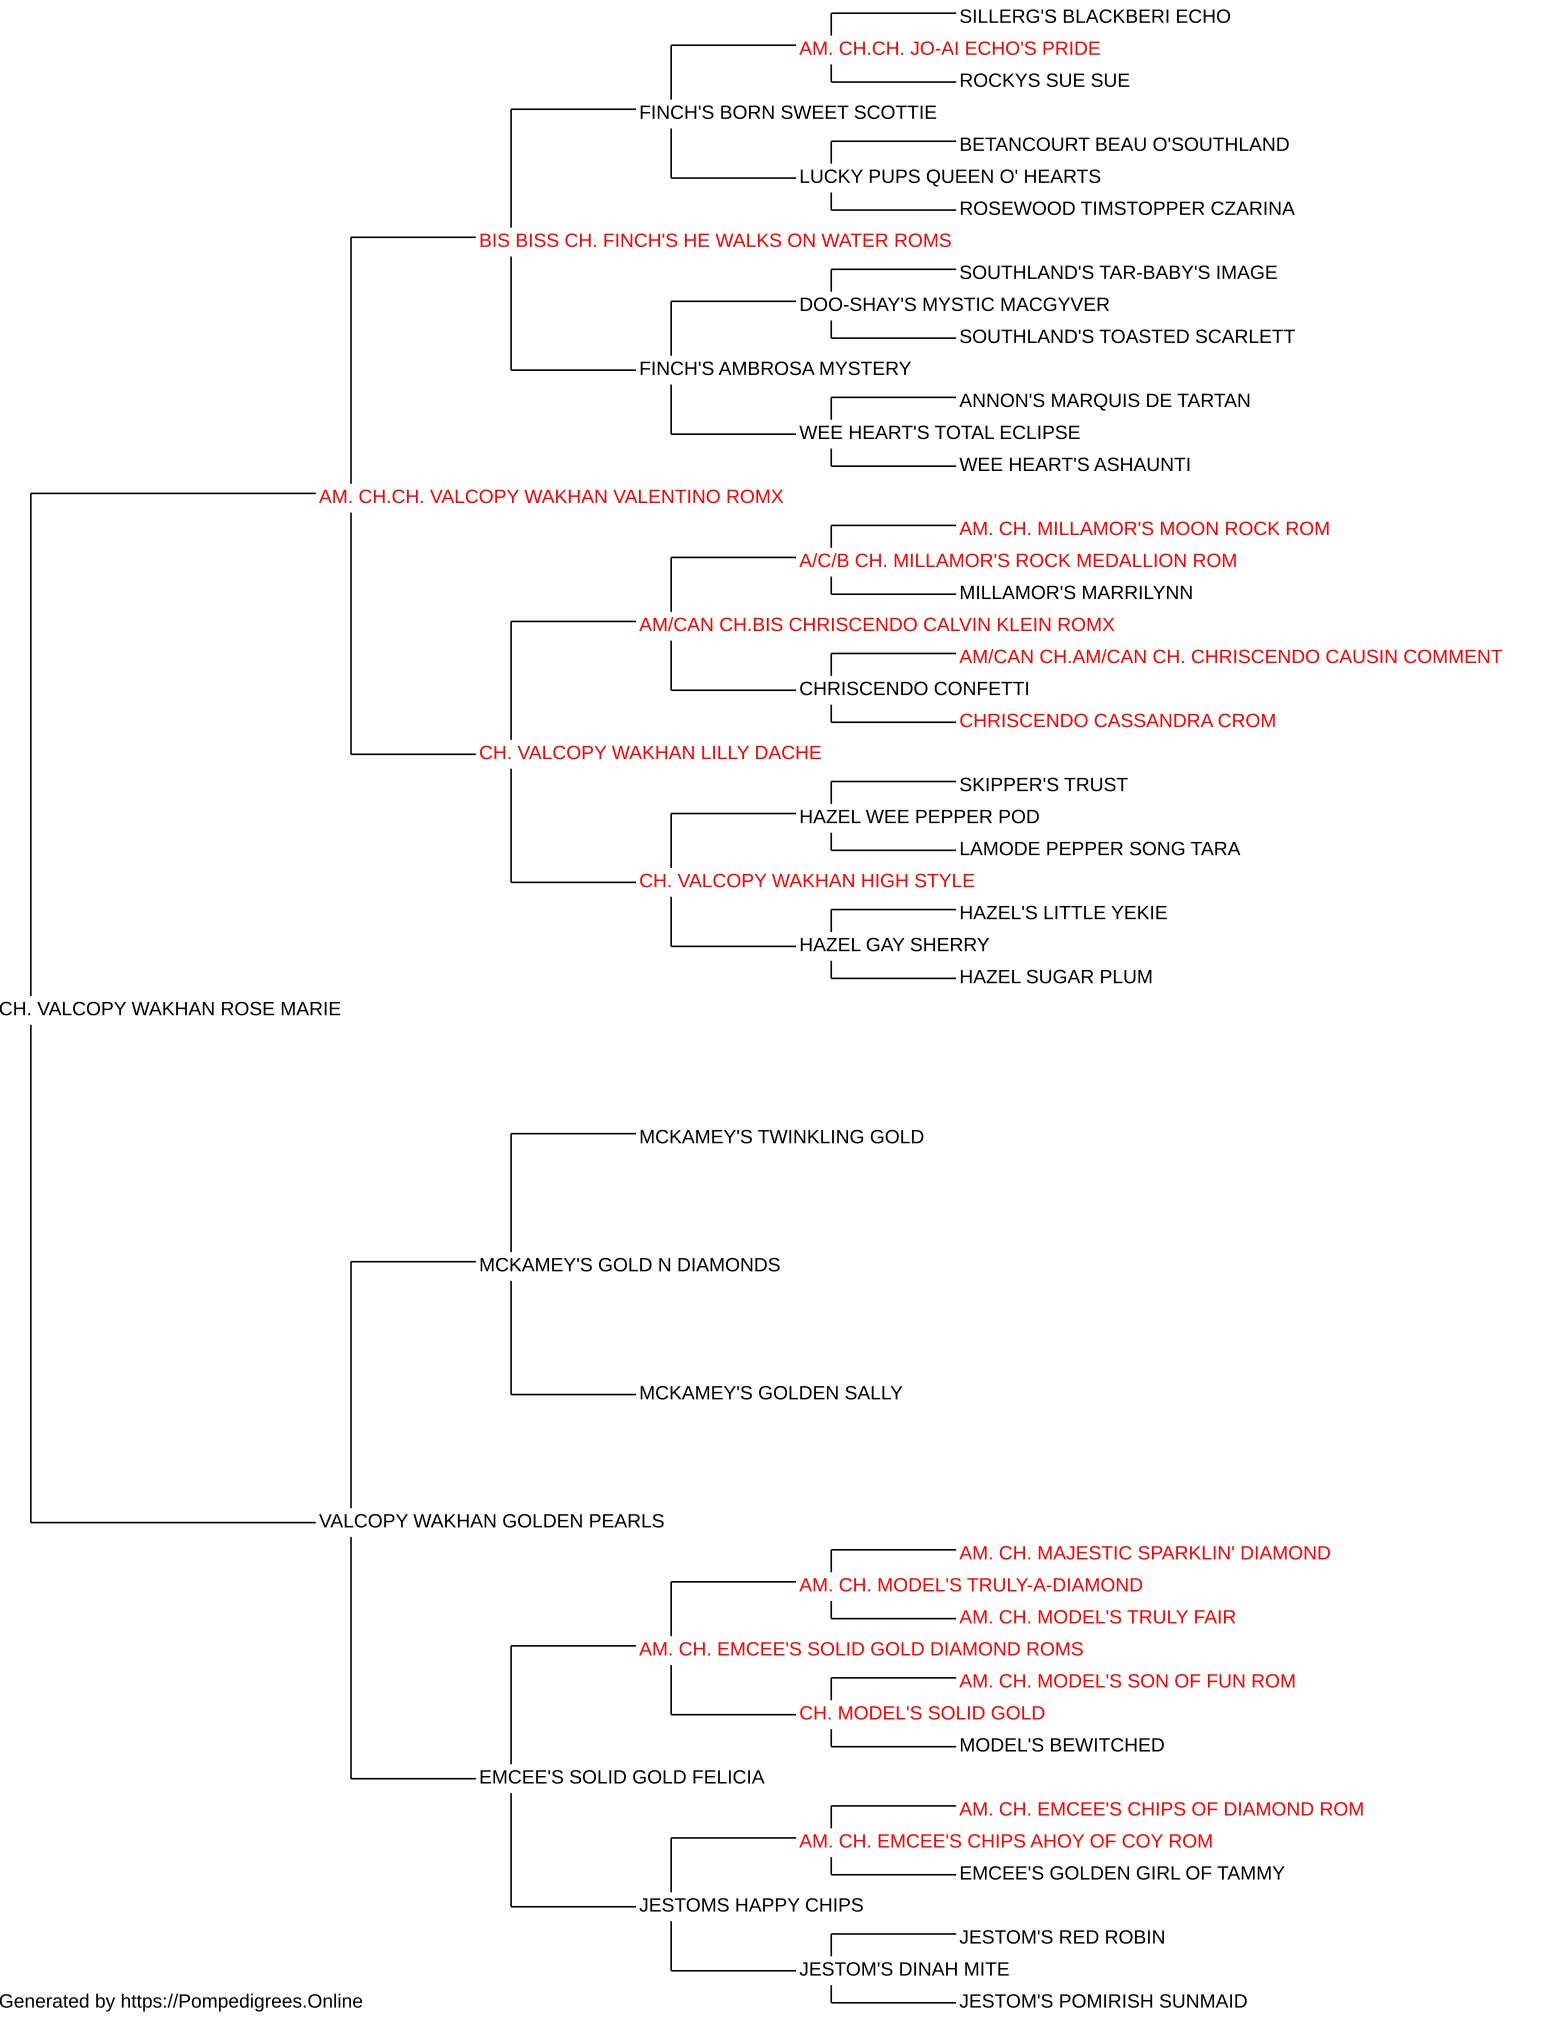 SILLERG'S BLACKBERI ECHO
AM. CH.CH. JO-AI ECHO'S PRIDE
ROCKYS SUE SUE
FINCH'S BORN SWEET SCOTTIE
BETANCOURT BEAU O'SOUTHLAND
LUCKY PUPS QUEEN O' HEARTS
ROSEWOOD TIMSTOPPER CZARINA
BIS BISS CH. FINCH'S HE WALKS ON WATER ROMS
SOUTHLAND'S TAR-BABY'S IMAGE
DOO-SHAY'S MYSTIC MACGYVER
SOUTHLAND'S TOASTED SCARLETT
FINCH'S AMBROSA MYSTERY
ANNON'S MARQUIS DE TARTAN
WEE HEART'S TOTAL ECLIPSE
WEE HEART'S ASHAUNTI
AM. CH.CH. VALCOPY WAKHAN VALENTINO ROMX
AM. CH. MILLAMOR'S MOON ROCK ROM
A/C/B CH. MILLAMOR'S ROCK MEDALLION ROM
MILLAMOR'S MARRILYNN
AM/CAN CH.BIS CHRISCENDO CALVIN KLEIN ROMX
AM/CAN CH.AM/CAN CH. CHRISCENDO CAUSIN COMMENT
CHRISCENDO CONFETTI
CHRISCENDO CASSANDRA CROM
CH. VALCOPY WAKHAN LILLY DACHE
SKIPPER'S TRUST
HAZEL WEE PEPPER POD
LAMODE PEPPER SONG TARA
CH. VALCOPY WAKHAN HIGH STYLE
HAZEL'S LITTLE YEKIE
HAZEL GAY SHERRY
HAZEL SUGAR PLUM
CH. VALCOPY WAKHAN ROSE MARIE
MCKAMEY'S TWINKLING GOLD
MCKAMEY'S GOLD N DIAMONDS
MCKAMEY'S GOLDEN SALLY
VALCOPY WAKHAN GOLDEN PEARLS
AM. CH. MAJESTIC SPARKLIN' DIAMOND
AM. CH. MODEL'S TRULY-A-DIAMOND
AM. CH. MODEL'S TRULY FAIR
AM. CH. EMCEE'S SOLID GOLD DIAMOND ROMS
AM. CH. MODEL'S SON OF FUN ROM
CH. MODEL'S SOLID GOLD
MODEL'S BEWITCHED
EMCEE'S SOLID GOLD FELICIA
AM. CH. EMCEE'S CHIPS OF DIAMOND ROM
AM. CH. EMCEE'S CHIPS AHOY OF COY ROM
EMCEE'S GOLDEN GIRL OF TAMMY
JESTOMS HAPPY CHIPS
JESTOM'S RED ROBIN
JESTOM'S DINAH MITE
JESTOM'S POMIRISH SUNMAID
Generated by https://Pompedigrees.Online